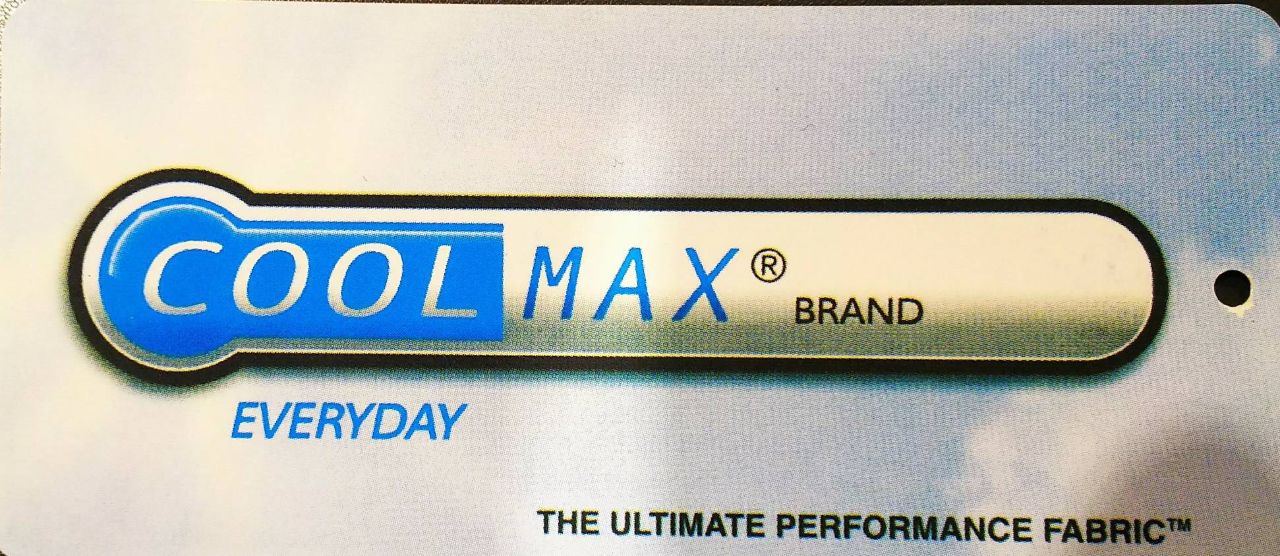 COOLMAX® BRAND
EVERYDAY
THE ULTIMATE PERFORMANCE FABRIC™